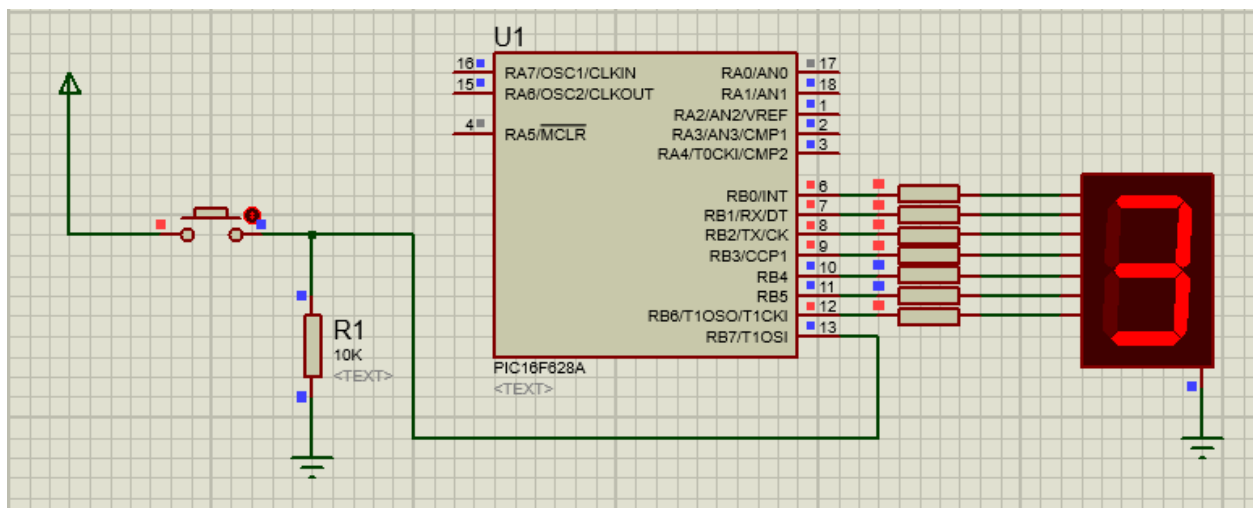 U1
16 RA7/OSC1/CLKIN
15 RA6/OSC2/CLKOUT
4 RA5/MCLR
RA0/AN0 17
RA1/AN1 18
RA2/AN2/VREF 1
RA3/AN3/CMP1 2
RA4/T0CKI/CMP2 3
RB0/INT 6
RB1/RX/DT 7
RB2/TX/CK 8
RB3/CCP1 9
RB4 10
RB5 11
RB6/T1OSO/T1CKI 12
RB7/T1OSI 13
PIC16F628A
<TEXT>
R1
10K
<TEXT>
3